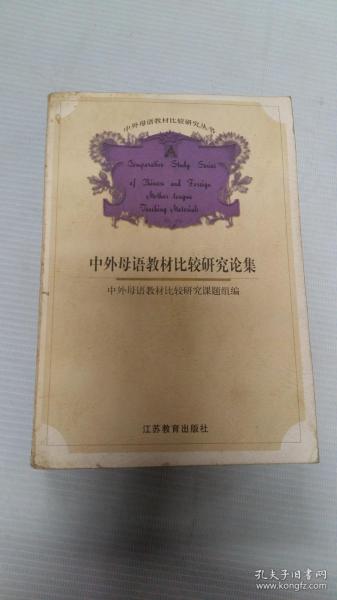 中外母语教材比较研究丛书
A
Comparative Study Series
of Chinese and Foreign
Mother-tongue
Teaching Materials
中外母语教材比较研究论集
中外母语教材比较研究课题组编
江苏教育出版社
孔夫子旧书网
www.kongfz.com